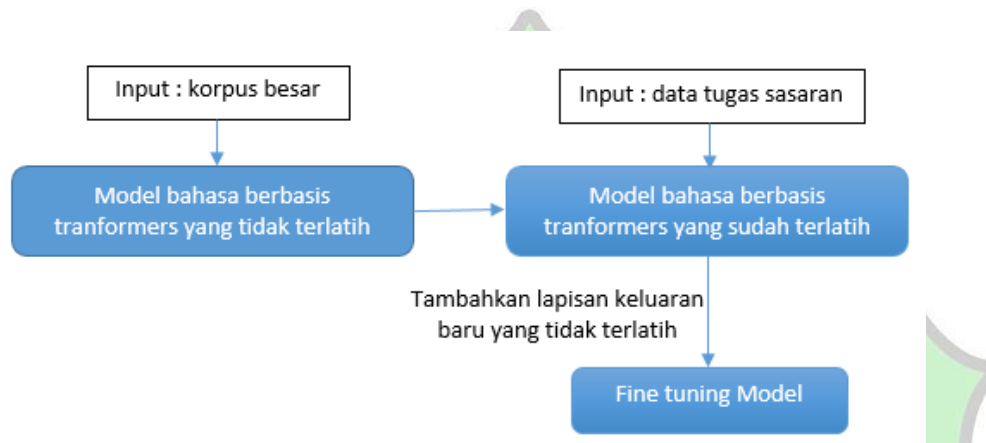 Input : korpus besar
Input : data tugas sasaran
Model bahasa berbasis
tranformers yang tidak terlatih
Model bahasa berbasis
tranformers yang sudah terlatih
Tambahkan lapisan keluaran
baru yang tidak terlatih
Fine tuning Model